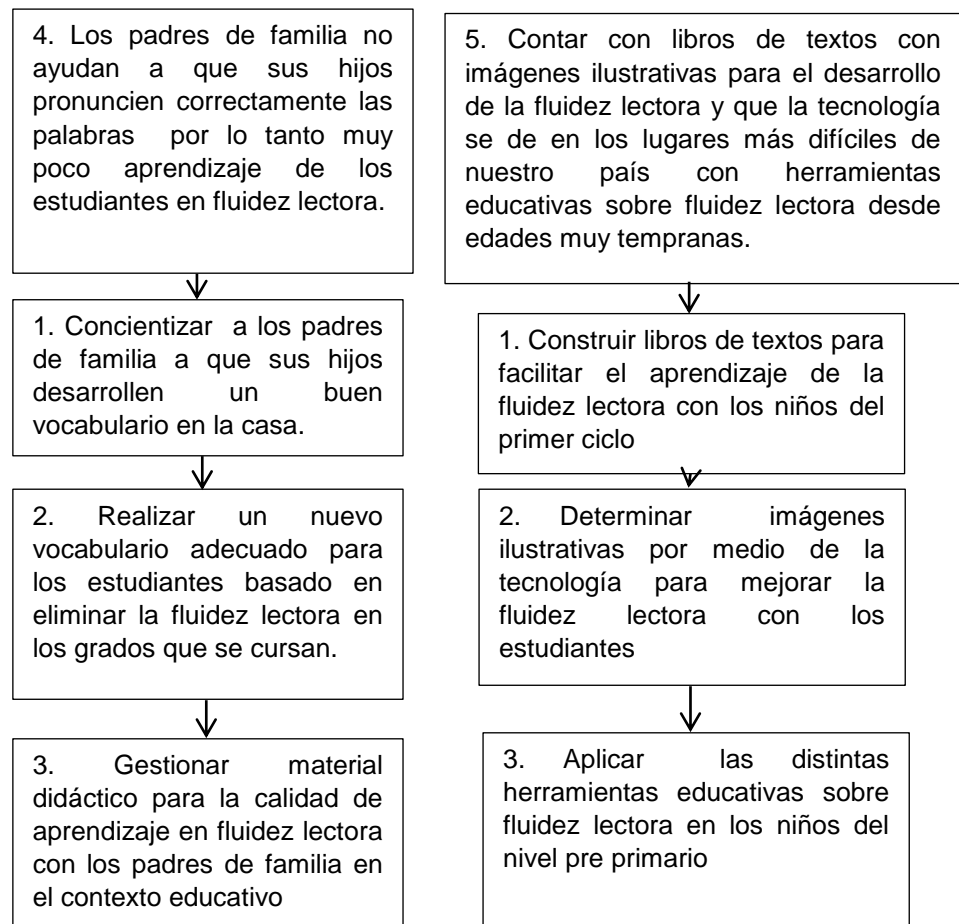 4. Los padres de familia no
ayudan a que sus hijos
pronuncien correctamente las
palabras por lo tanto muy
poco aprendizaje de los
estudiantes en fluidez lectora.
1. Concientizar a los padres
de familia a que sus hijos
desarrollen un buen
vocabulario en la casa.
2. Realizar un nuevo
vocabulario adecuado para
los estudiantes basado en
eliminar la fluidez lectora en
los grados que se cursan.
3. Gestionar material
didáctico para la calidad de
aprendizaje en fluidez lectora
con los padres de familia en
el contexto educativo
5. Contar con libros de textos con
imágenes ilustrativas para el desarrollo
de la fluidez lectora y que la tecnología
se de en los lugares más difíciles de
nuestro país con herramientas
educativas sobre fluidez lectora desde
edades muy tempranas.
1. Construir libros de textos para
facilitar el aprendizaje de la
fluidez lectora con los niños del
primer ciclo
2. Determinar imágenes
ilustrativas por medio de la
tecnología para mejorar la
fluidez lectora con los
estudiantes
3. Aplicar las distintas
herramientas educativas sobre
fluidez lectora en los niños del
nivel pre primario